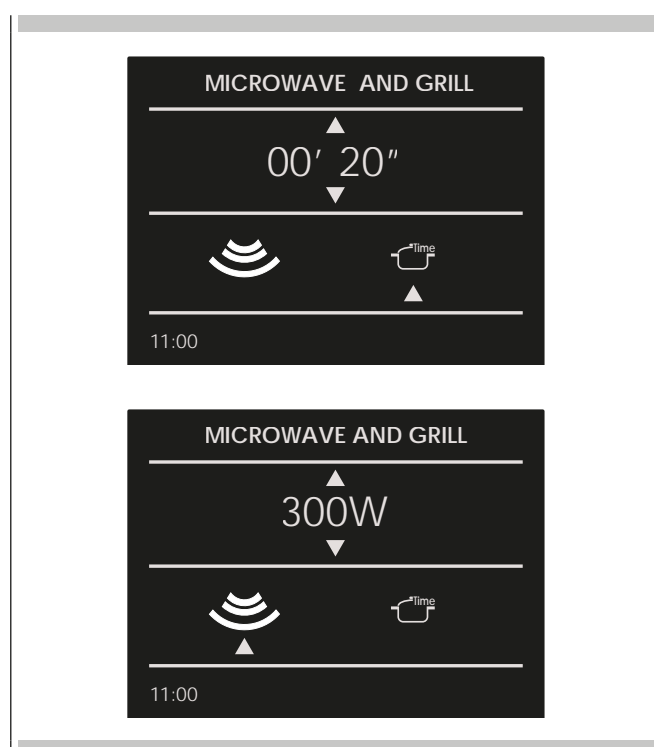 MICROWAVE AND GRILL
00′ 20″
Time
11:00
MICROWAVE AND GRILL
300W
Time
11:00